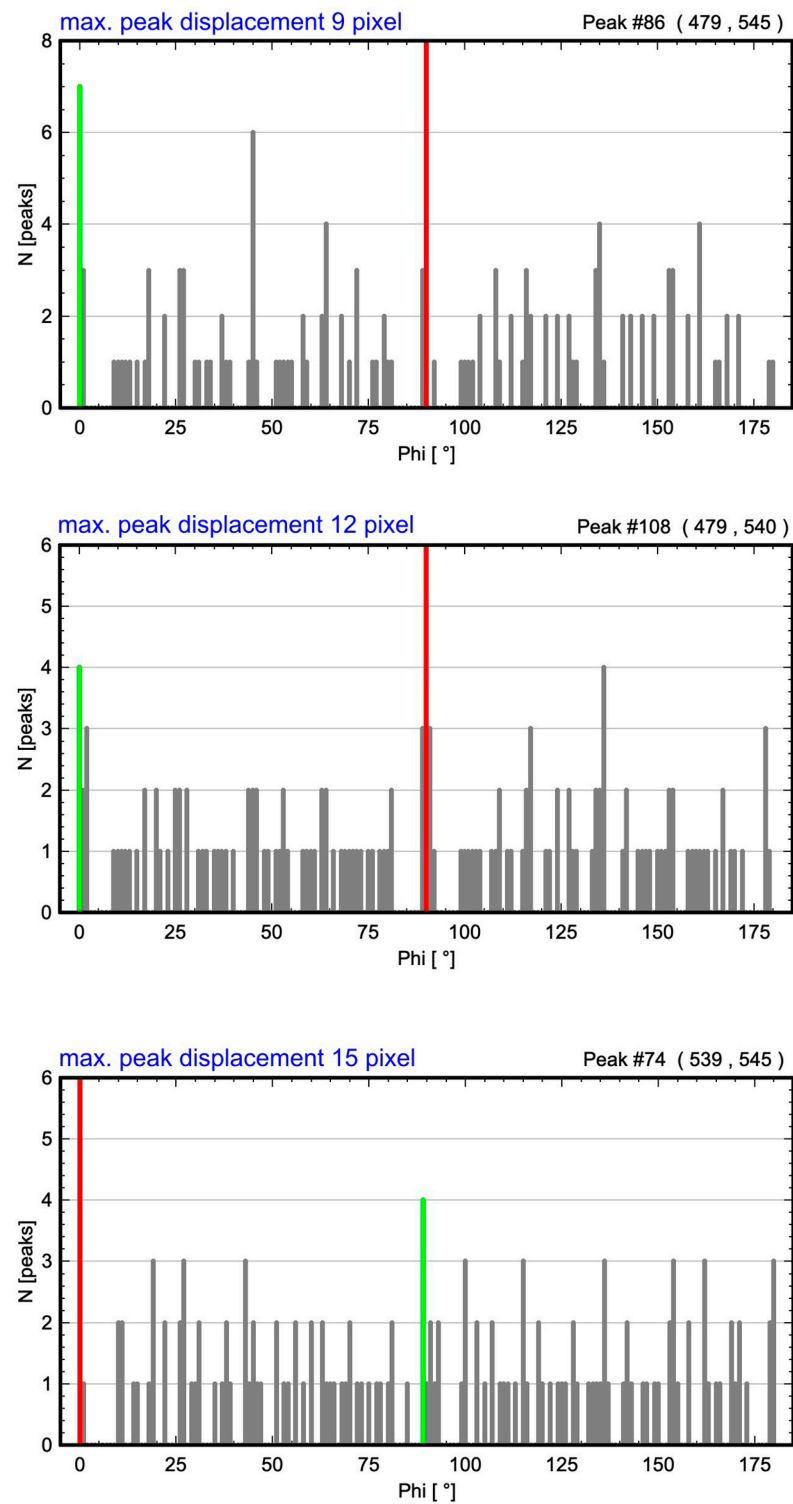 max. peak displacement 9 pixel Peak #86 ( 479 , 545 )
8
6
4
2
0
N [peaks]
0 25 50 75 100 125 150 175
Phi [ °]
max. peak displacement 12 pixel Peak #108 ( 479 , 540 )
6
5
4
3
2
1
0
N [peaks]
0 25 50 75 100 125 150 175
Phi [ °]
max. peak displacement 15 pixel Peak #74 ( 539 , 545 )
6
5
4
3
2
1
0
N [peaks]
0 25 50 75 100 125 150 175
Phi [ °]